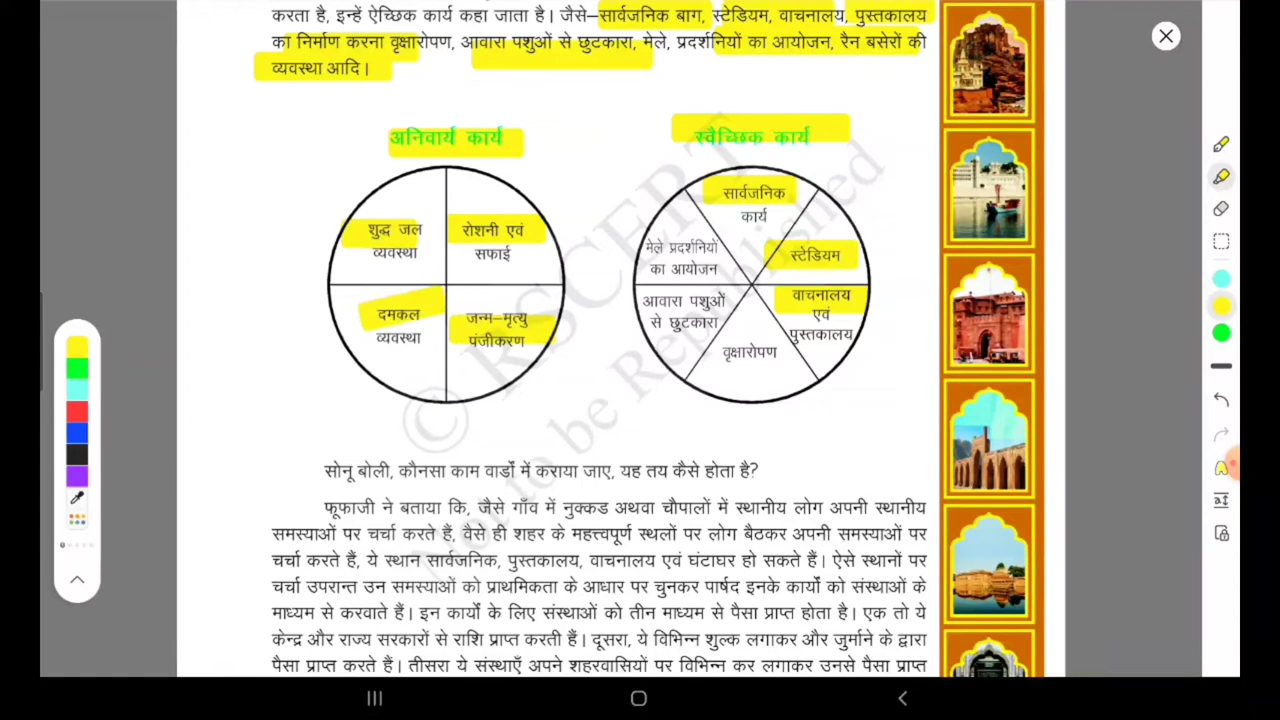 करता है, इन्हें ऐच्छिक कार्य कहा जाता है। जैसे–सार्वजनिक बाग, स्टेडियम, वाचनालय, पुस्तकालय
का निर्माण करना वृक्षारोपण, आवारा पशुओं से छुटकारा, मेले, प्रदर्शनियों का आयोजन, रैन बसेरों की
व्यवस्था आदि।
अनिवार्य कार्य
शुद्ध जल
व्यवस्था
रोशनी एवं
सफाई
दमकल
व्यवस्था
जन्म–मृत्यु
पंजीकरण
स्वैच्छिक कार्य
सार्वजनिक
कार्य
स्टेडियम
वाचनालय
एवं
पुस्तकालय
वृक्षारोपण
आवारा पशुओं
से छुटकारा
मेले प्रदर्शनियों
का आयोजन
© RSCERT
Not to be Republished
सोनू बोली, कौनसा काम वार्डों में कराया जाए, यह तय कैसे होता है?
फूफाजी ने बताया कि, जैसे गाँव में नुक्कड अथवा चौपालों में स्थानीय लोग अपनी स्थानीय
समस्याओं पर चर्चा करते हैं, वैसे ही शहर के महत्त्वपूर्ण स्थलों पर लोग बैठकर अपनी समस्याओं पर
चर्चा करते हैं, ये स्थान सार्वजनिक, पुस्तकालय, वाचनालय एवं घंटाघर हो सकते हैं। ऐसे स्थानों पर
चर्चा उपरान्त उन समस्याओं को प्राथमिकता के आधार पर चुनकर पार्षद इनके कार्यों को संस्थाओं के
माध्यम से करवाते हैं। इन कार्यों के लिए संस्थाओं को तीन माध्यम से पैसा प्राप्त होता है। एक तो ये
केन्द्र और राज्य सरकारों से राशि प्राप्त करती हैं। दूसरा, ये विभिन्न शुल्क लगाकर और जुर्माने के द्वारा
पैसा प्राप्त करते हैं। तीसरा ये संस्थाएँ अपने शहरवासियों पर विभिन्न कर लगाकर उनसे पैसा प्राप्त